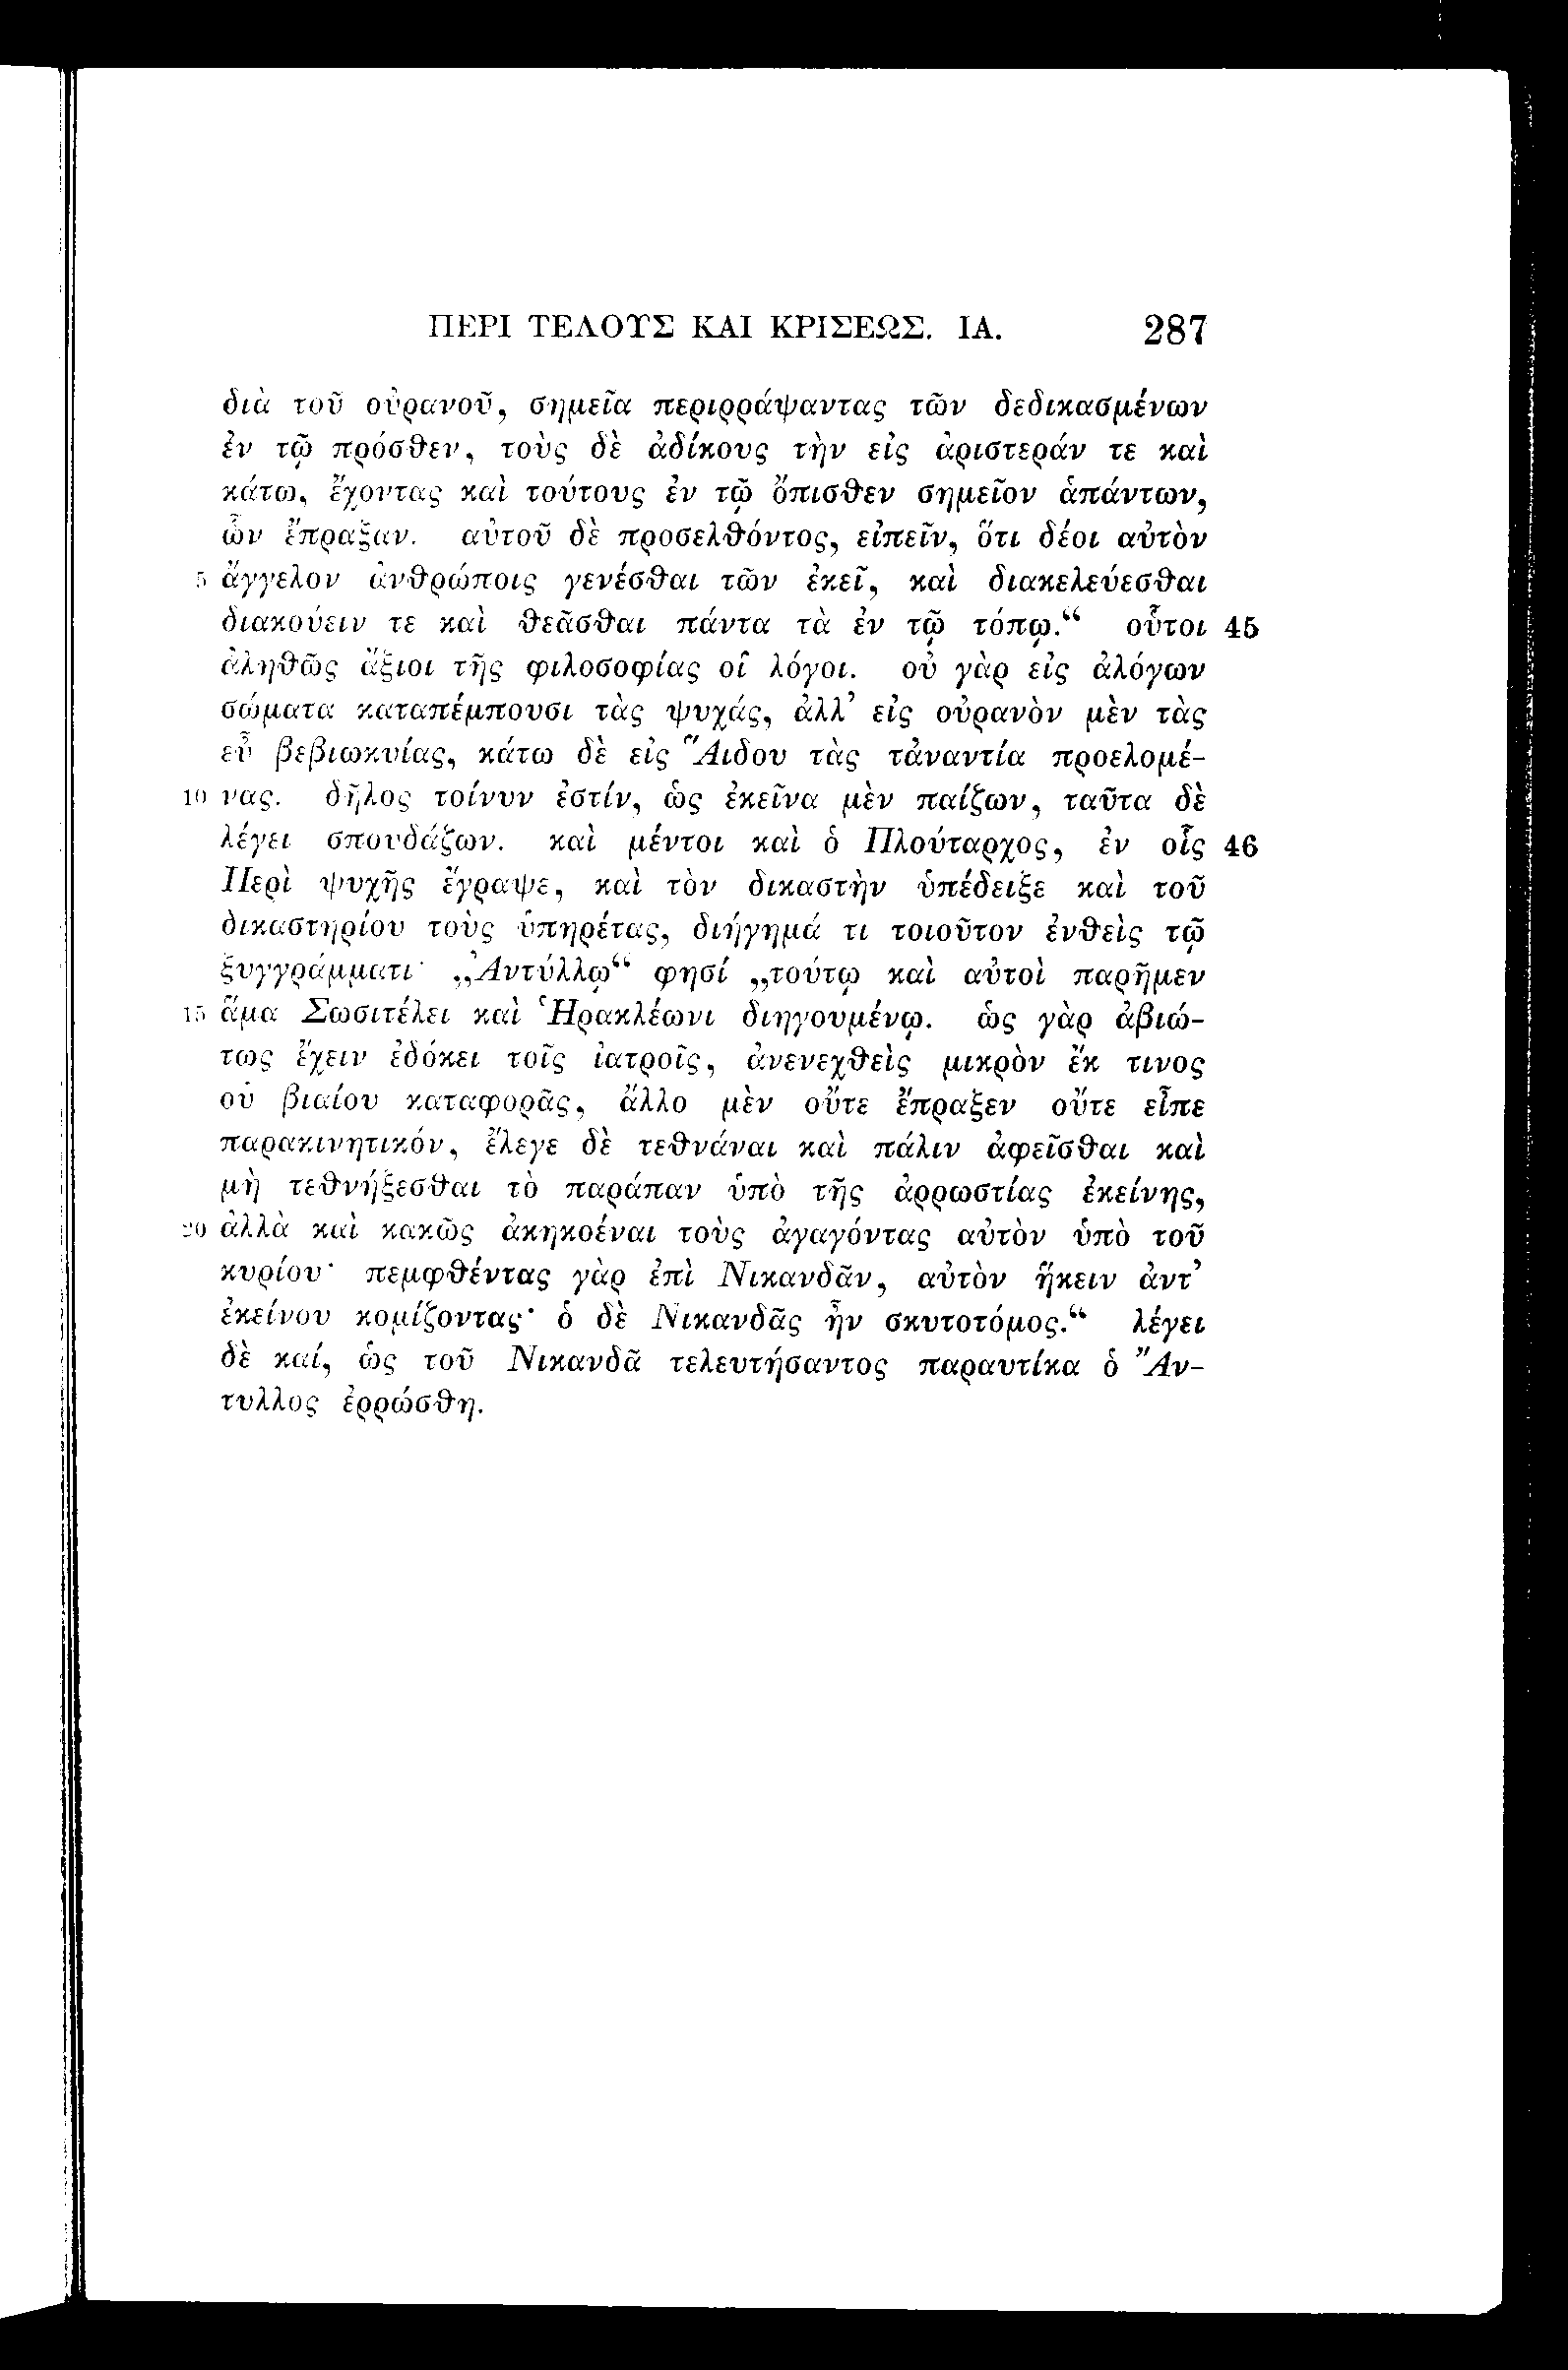 ΠΕΡΙ ΤΕΛΟΥΣ ΚΑΙ ΚΡΙΣΕΩΣ. ΙΑ. 287
διὰ τοῦ οὐρανοῦ, σημεῖα περιρράψαντας τῶν δεδικασμένων
ἐν τῷ πρόσθεν, τοὺς δὲ ἀδίκους τὴν εἰς ἀριστεράν τε καὶ
κάτω, ἔχοντας καὶ τούτους ἐν τῷ ὄπισθεν σημεῖον ἁπάντων,
ὧν ἔπραξαν. αὐτοῦ δὲ προσελθόντος, εἰπεῖν, ὅτι δέοι αὐτὸν
5 ἄγγελον ἀνθρώποις γενέσθαι τῶν ἐκεῖ, καὶ διακελεύεσθαι
διακούειν τε καὶ θεᾶσθαι πάντα τὰ ἐν τῷ τόπῳ.“ οὗτοι 45
ἀληθῶς ἄξιοι τῆς φιλοσοφίας οἱ λόγοι. οὐ γὰρ εἰς ἀλόγων
σώματα καταπέμπουσι τὰς ψυχάς, ἀλλ’ εἰς οὐρανὸν μὲν τὰς
εὖ βεβιωκυίας, κάτω δὲ εἰς Ἅιδου τὰς τἀναντία προελομέ-
10 νας. δῆλος τοίνυν ἐστίν, ὡς ἐκεῖνα μὲν παίζων, ταῦτα δὲ
λέγει σπουδάζων. καὶ μέντοι καὶ ὁ Πλούταρχος, ἐν οἷς 46
Περὶ ψυχῆς ἔγραψε, καὶ τὸν δικαστὴν ὑπέδειξε καὶ τοῦ
δικαστηρίου τοὺς ὑπηρέτας, διήγημά τι τοιοῦτον ἐνθεὶς τῷ
ξυγγράμματι· „Ἀντύλλῳ“ φησί „τούτῳ καὶ αὐτοὶ παρῆμεν
15 ἅμα Σωσιτέλει καὶ Ἡρακλέωνι διηγουμένῳ. ὡς γὰρ ἀβιώ-
τως ἔχειν ἐδόκει τοῖς ἰατροῖς, ἀνενεχθεὶς μικρὸν ἔκ τινος
οὐ βιαίου καταφορᾶς, ἄλλο μὲν οὔτε ἔπραξεν οὔτε εἶπε
παρακινητικόν, ἔλεγε δὲ τεθνάναι καὶ πάλιν ἀφεῖσθαι καὶ
μὴ τεθνήξεσθαι τὸ παράπαν ὑπὸ τῆς ἀρρωστίας ἐκείνης,
20 ἀλλὰ καὶ κακῶς ἀκηκοέναι τοὺς ἀγαγόντας αὐτὸν ὑπὸ τοῦ
κυρίου· πεμφθέντας γὰρ ἐπὶ Νικανδᾶν, αὐτὸν ἥκειν ἀντ’
ἐκείνου κομίζοντας· ὁ δὲ Νικανδᾶς ἦν σκυτοτόμος.“ λέγει
δὲ καί, ὡς τοῦ Νικανδᾶ τελευτήσαντος παραυτίκα ὁ Ἄν-
τυλλος ἐρρώσθη.